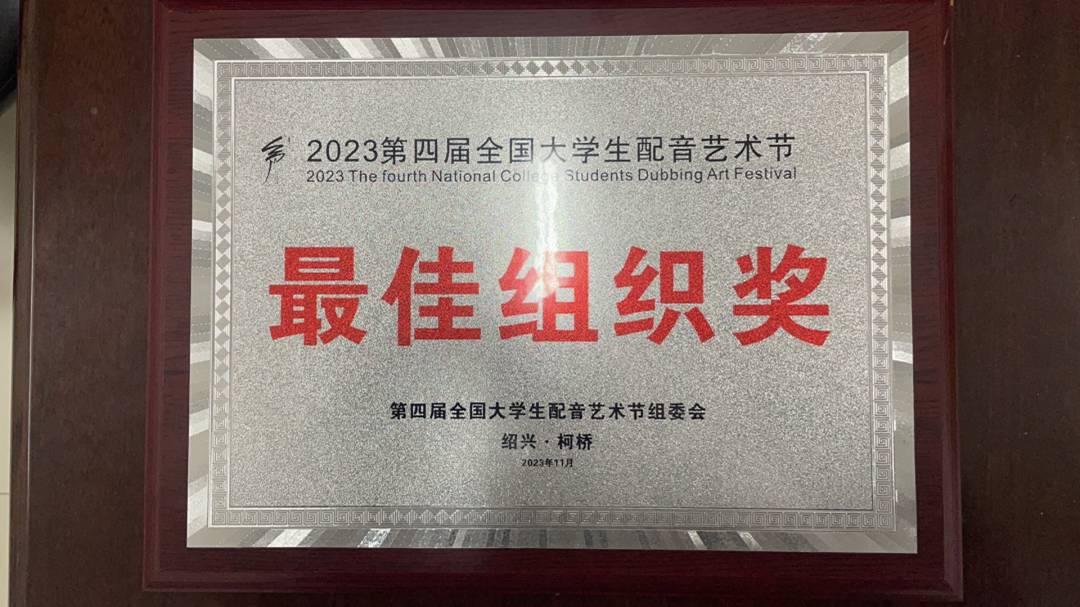 2023第四届全国大学生配音艺术节
2023 The fourth National College Students Dubbing Art Festival
最佳组织奖
第四届全国大学生配音艺术节组委会
绍兴·柯桥
2023年11月